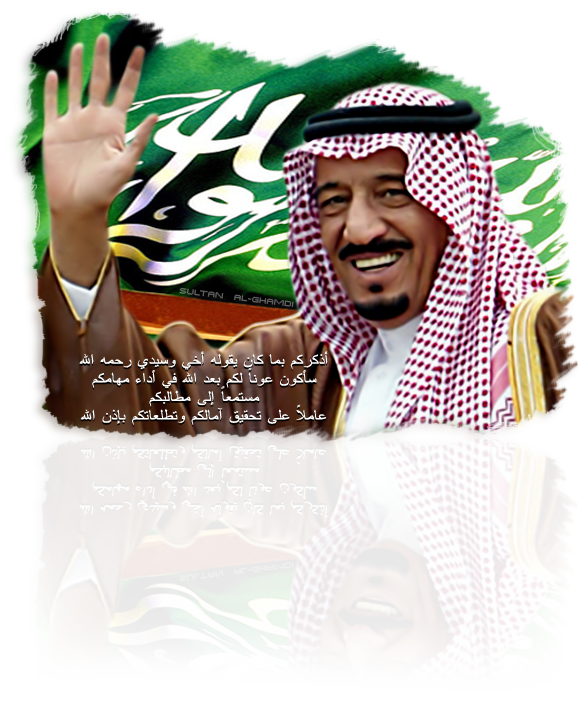 SULTAN AL-GHAMDI
أذكركم بما كان يقوله أخي وسيدي رحمه الله
سأكون عوناً لكم بعد الله في أداء مهامكم
مستمعاً إلى مطالبكم
عاملاً على تحقيق آمالكم وتطلعاتكم بإذن الله